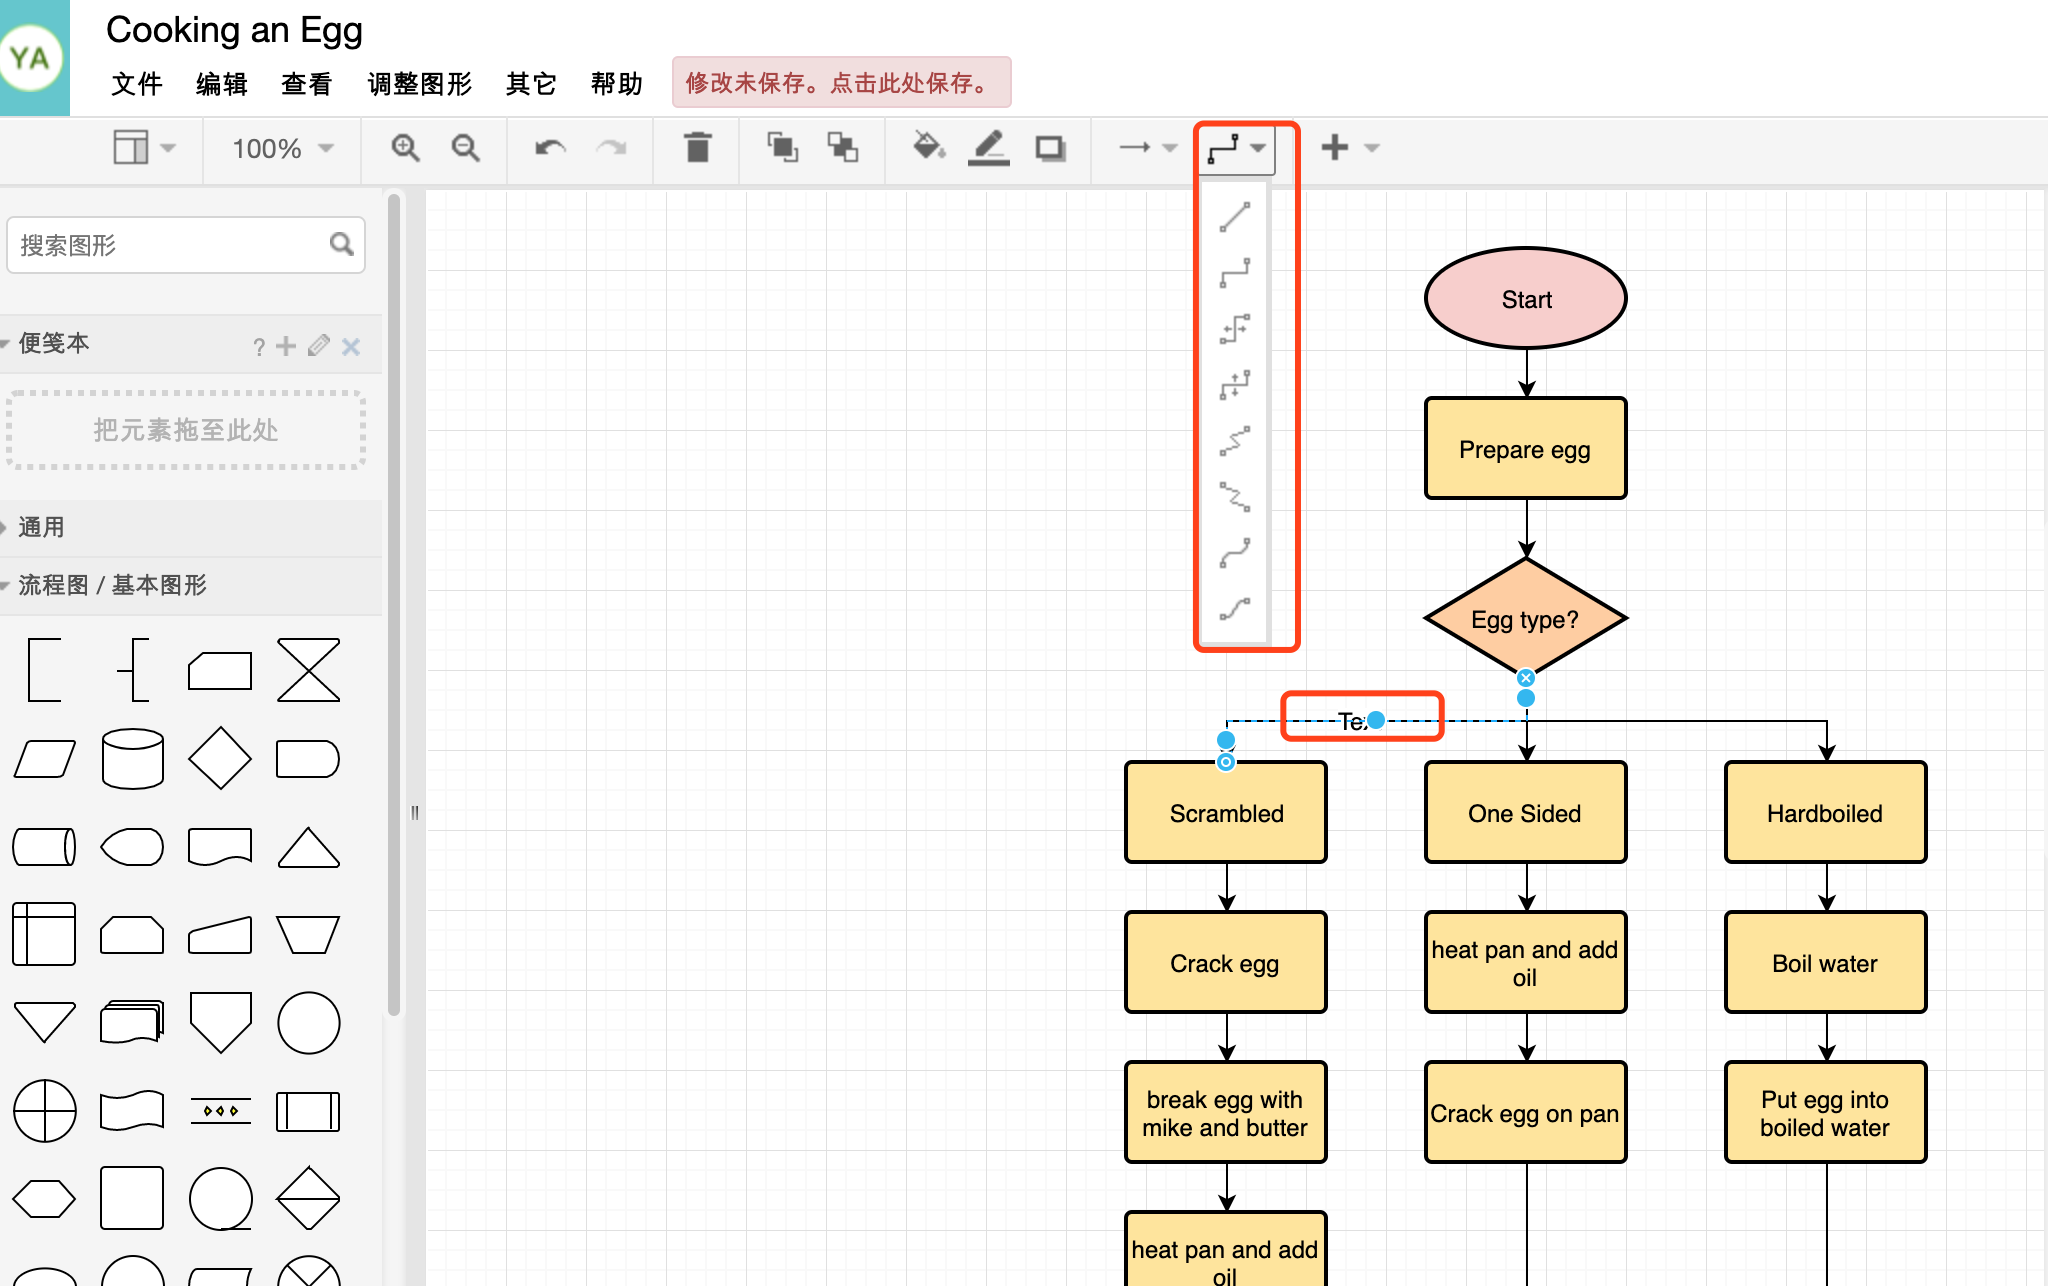 YA
Cooking an Egg
文件 编辑 查看 调整图形 其它 帮助 修改未保存。点击此处保存。
100%
搜索图形
便笺本 ?
把元素拖至此处
通用
流程图 / 基本图形
Start
Prepare egg
Egg type?
Scrambled
One Sided
Hardboiled
Crack egg
heat pan and add
oil
Boil water
break egg with
mike and butter
Crack egg on pan
Put egg into
boiled water
heat pan and add
oil